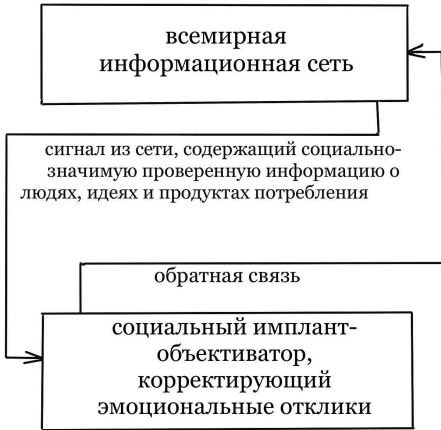 всемирная
информационная сеть
сигнал из сети, содержащий социально-
значимую проверенную информацию о
людях, идеях и продуктах потребления
обратная связь
социальный имплант-
объективатор,
корректирующий
эмоциональные отклики